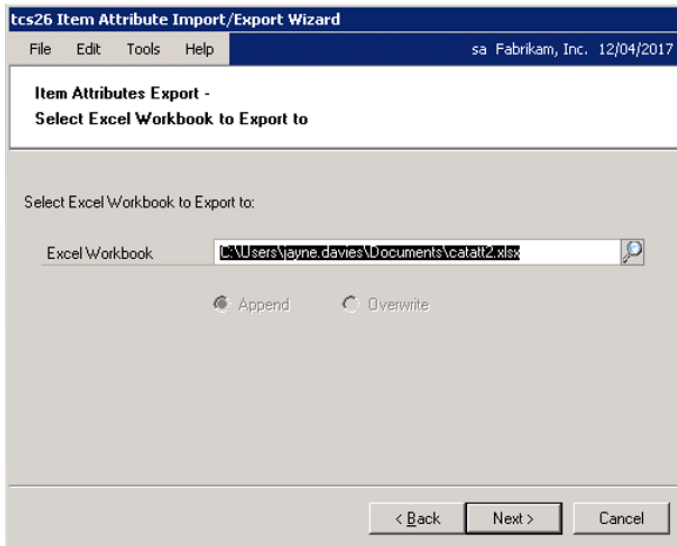 tcs26 Item Attribute Import/Export Wizard
File Edit Tools Help sa Fabrikam, Inc. 12/04/2017
Item Attributes Export -
Select Excel Workbook to Export to
Select Excel Workbook to Export to:
Excel Workbook C:\Users\jayne.davies\Documents\catatt2.xlsx
Append Overwrite
< Back Next > Cancel